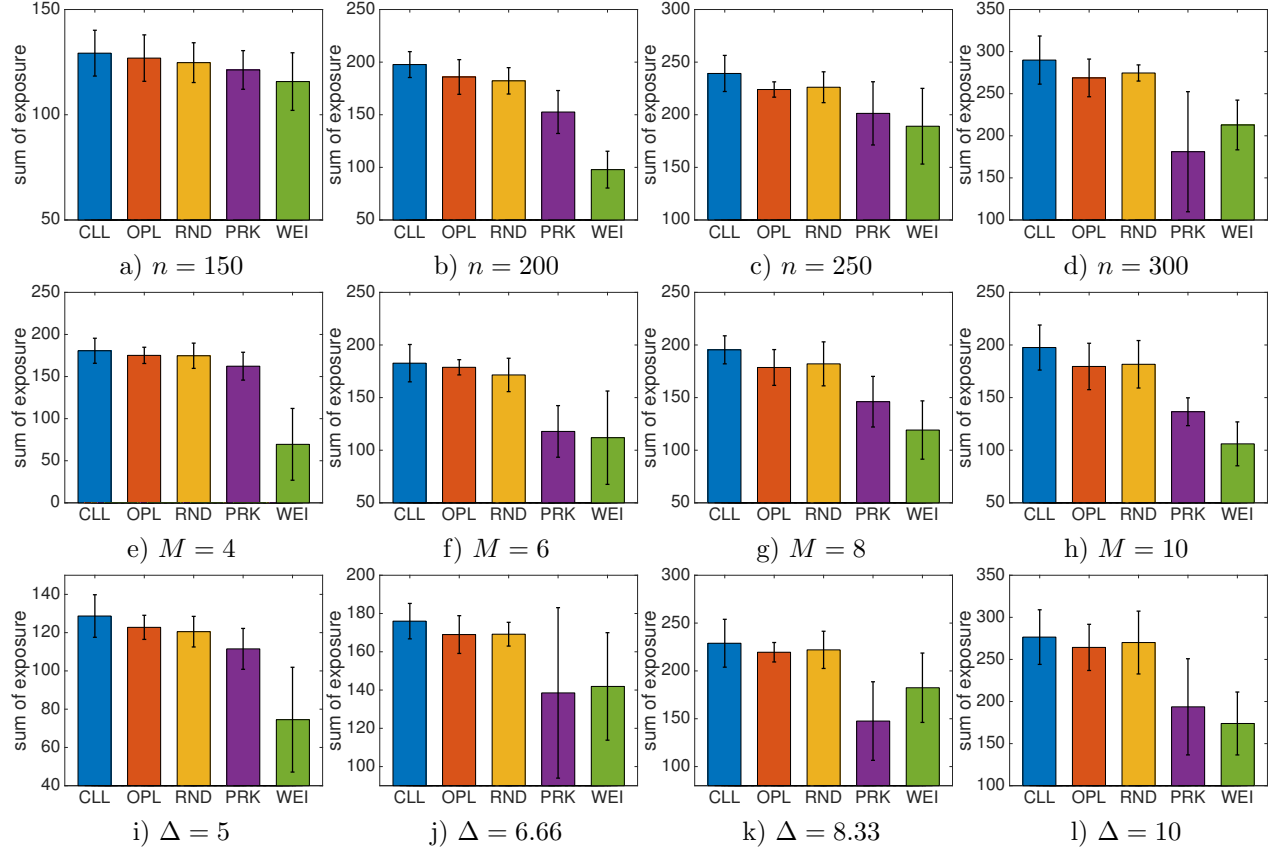 150
100
50
sum of exposure
CLL OPL RND PRK WEI
a) n = 150
250
200
150
100
50
sum of exposure
CLL OPL RND PRK WEI
b) n = 200
300
250
200
150
100
sum of exposure
CLL OPL RND PRK WEI
c) n = 250
350
300
250
200
150
100
sum of exposure
CLL OPL RND PRK WEI
d) n = 300
250
200
150
100
50
0
sum of exposure
CLL OPL RND PRK WEI
e) M = 4
250
200
150
100
50
sum of exposure
CLL OPL RND PRK WEI
f) M = 6
250
200
150
100
50
sum of exposure
CLL OPL RND PRK WEI
g) M = 8
250
200
150
100
50
sum of exposure
CLL OPL RND PRK WEI
h) M = 10
140
120
100
80
60
40
sum of exposure
CLL OPL RND PRK WEI
i) Δ = 5
200
180
160
140
120
100
sum of exposure
CLL OPL RND PRK WEI
j) Δ = 6.66
300
250
200
150
100
sum of exposure
CLL OPL RND PRK WEI
k) Δ = 8.33
350
300
250
200
150
100
sum of exposure
CLL OPL RND PRK WEI
l) Δ = 10